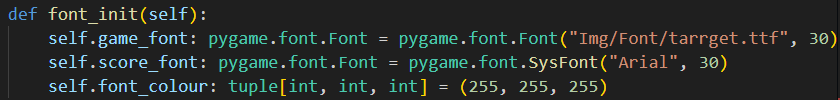 def font_init(self):
    self.game_font: pygame.font.Font = pygame.font.Font("Img/Font/tarrget.ttf", 30)
    self.score_font: pygame.font.Font = pygame.font.SysFont("Arial", 30)
    self.font_colour: tuple[int, int, int] = (255, 255, 255)